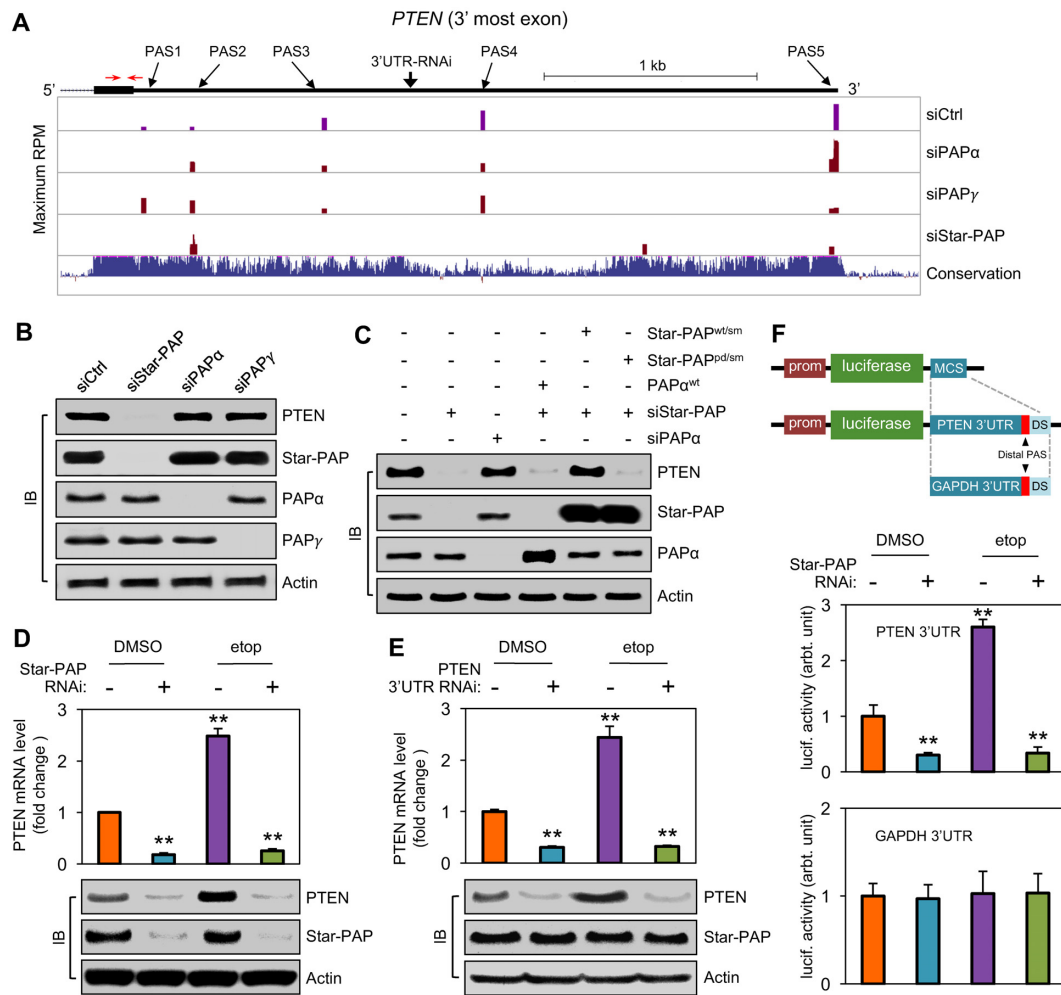 A
PTEN (3' most exon)
PAS1
PAS2
PAS3
3'UTR-RNAi
PAS4
1 kb
PAS5
5'
3'
Maximum RPM
siCtrl
siPAPα
siPAPγ
siStar-PAP
Conservation
B
siCtrl
siStar-PAP
siPAPα
siPAPγ
IB
PTEN
Star-PAP
PAPα
PAPγ
Actin
C
- - - - + - Star-PAPwt/sm
- - - - - + Star-PAPpd/sm
- - - + - - PAPαwt
- + - + + + siStar-PAP
- - + - - - siPAPα
IB
PTEN
Star-PAP
PAPα
Actin
D
DMSO
etop
Star-PAP
RNAi: - + - +
PTEN mRNA level
(fold change )
3
2
1
0
**
**
**
IB
PTEN
Star-PAP
Actin
E
DMSO
etop
PTEN
3'UTR RNAi: - + - +
PTEN mRNA level
(fold change)
3
2
1
0
**
**
**
IB
PTEN
Star-PAP
Actin
F
prom
luciferase
MCS
prom
luciferase
PTEN 3'UTR
DS
Distal PAS
GAPDH 3'UTR
DS
DMSO
etop
Star-PAP
RNAi: - + - +
lucif. activity (arbt. unit)
3
2
1
0
PTEN 3'UTR
**
**
**
lucif. activity (arbt. unit)
2
1
0
GAPDH 3'UTR